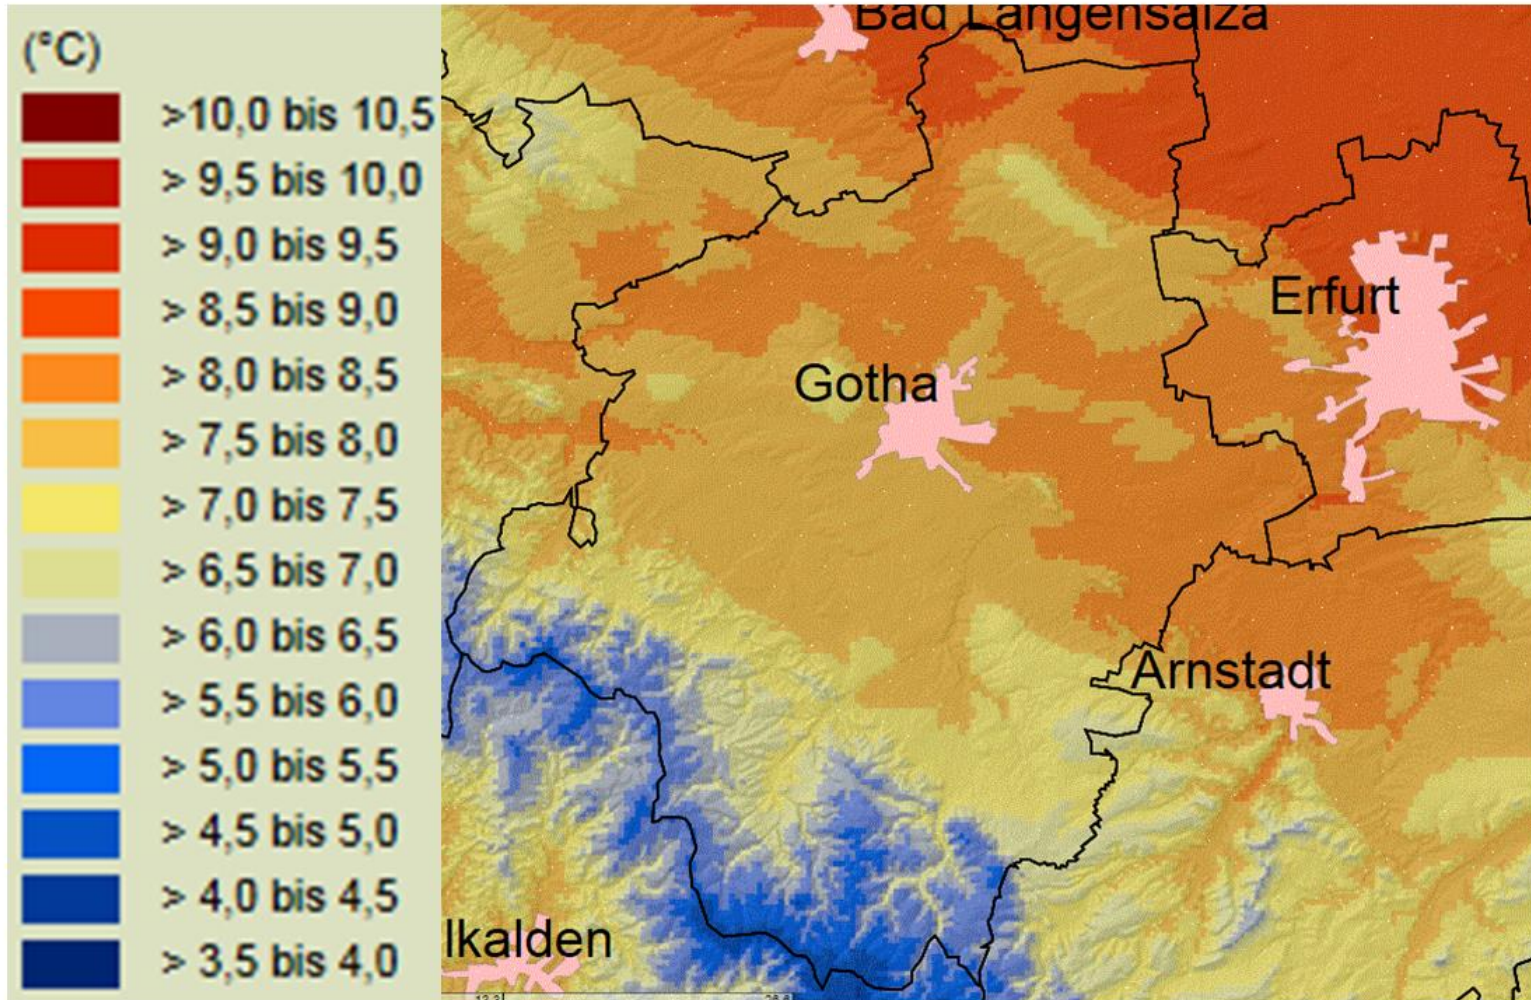 (°C)
>10,0 bis 10,5
> 9,5 bis 10,0
> 9,0 bis 9,5
> 8,5 bis 9,0
> 8,0 bis 8,5
> 7,5 bis 8,0
> 7,0 bis 7,5
> 6,5 bis 7,0
> 6,0 bis 6,5
> 5,5 bis 6,0
> 5,0 bis 5,5
> 4,5 bis 5,0
> 4,0 bis 4,5
> 3,5 bis 4,0
Bad Langensalza
Erfurt
Gotha
Arnstadt
lkalden